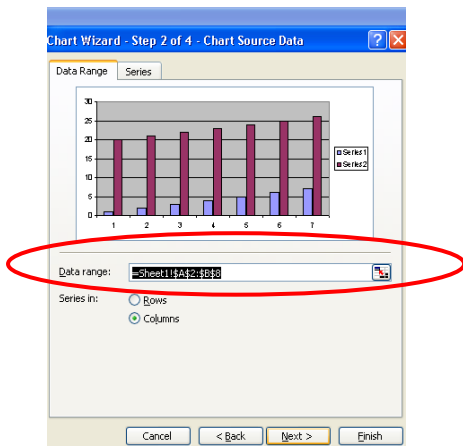 Chart Wizard - Step 2 of 4 - Chart Source Data
Data Range Series
30
25
20
15
10
5
0
1 2 3 4 5 6 7
Series1
Series2
Data range: =Sheet1!$A$2:$B$8
Series in: Rows
Columns
Cancel < Back Next > Finish